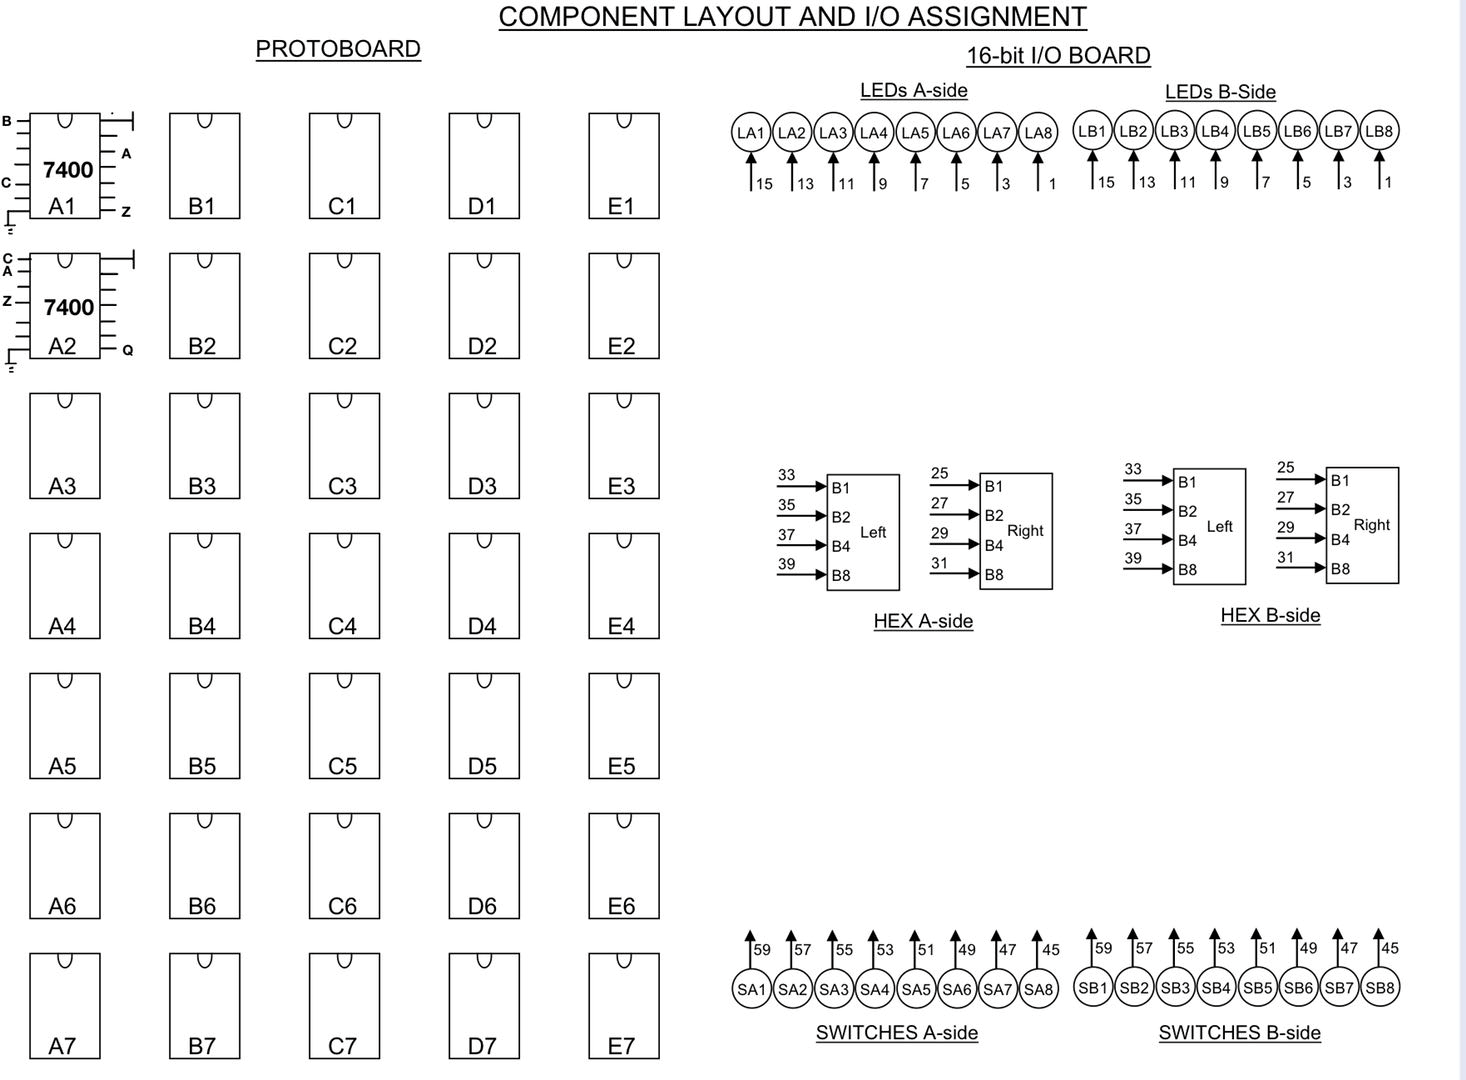 COMPONENT LAYOUT AND I/O ASSIGNMENT
PROTOBOARD
16-bit I/O BOARD
LEDs A-side
LEDs B-Side
LA1 LA2 LA3 LA4 LA5 LA6 LA7 LA8
LB1 LB2 LB3 LB4 LB5 LB6 LB7 LB8
15 13 11 9 7 5 3 1
15 13 11 9 7 5 3 1
B
A
7400
C
Z
A1 B1 C1 D1 E1
C
A
Z
7400
Q
A2 B2 C2 D2 E2
A3 B3 C3 D3 E3
A4 B4 C4 D4 E4
A5 B5 C5 D5 E5
A6 B6 C6 D6 E6
A7 B7 C7 D7 E7
33 B1
35 B2
37 B4
39 B8
Left
25 B1
27 B2
29 B4
31 B8
Right
HEX A-side
33 B1
35 B2
37 B4
39 B8
Left
25 B1
27 B2
29 B4
31 B8
Right
HEX B-side
59 57 55 53 51 49 47 45
SA1 SA2 SA3 SA4 SA5 SA6 SA7 SA8
SWITCHES A-side
59 57 55 53 51 49 47 45
SB1 SB2 SB3 SB4 SB5 SB6 SB7 SB8
SWITCHES B-side